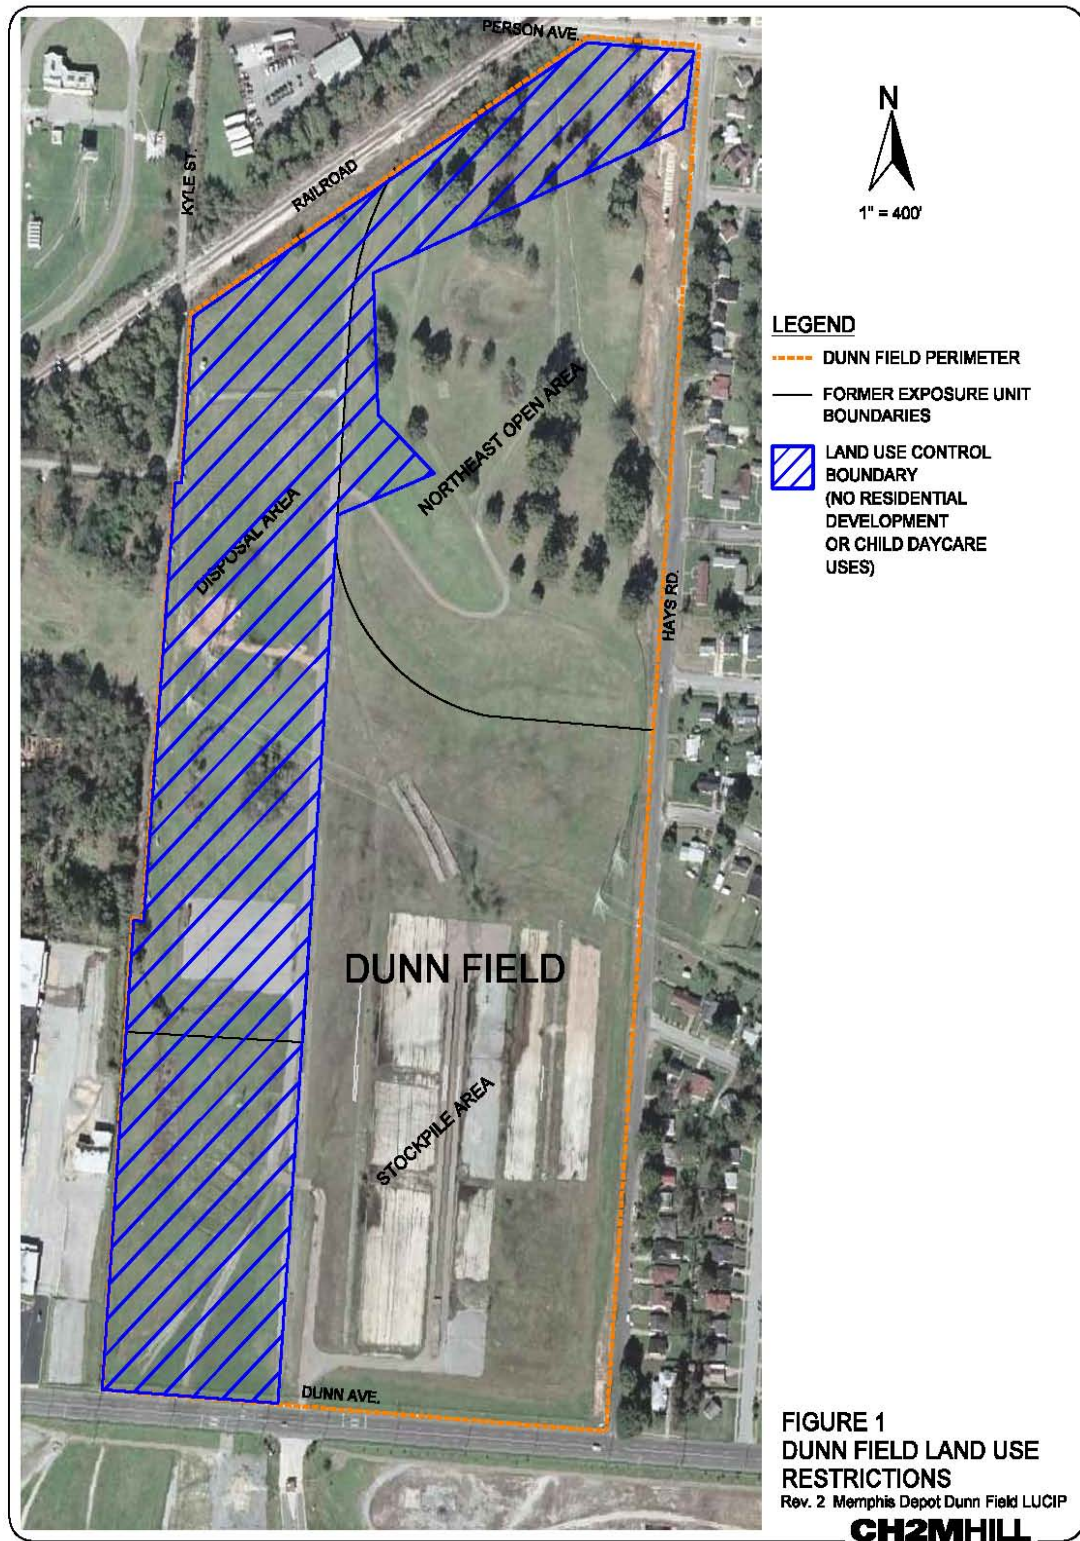 PERSON AVE.
KYLE ST.
RAILROAD
N
1" = 400'
LEGEND
DUNN FIELD PERIMETER
FORMER EXPOSURE UNIT
BOUNDARIES
LAND USE CONTROL
BOUNDARY
(NO RESIDENTIAL
DEVELOPMENT
OR CHILD DAYCARE
USES)
NORTHEAST OPEN AREA
DISPOSAL AREA
HAYS RD.
DUNN FIELD
STOCKPILE AREA
DUNN AVE.
FIGURE 1
DUNN FIELD LAND USE
RESTRICTIONS
Rev. 2 Memphis Depot Dunn Field LUCIP
CH2MHILL